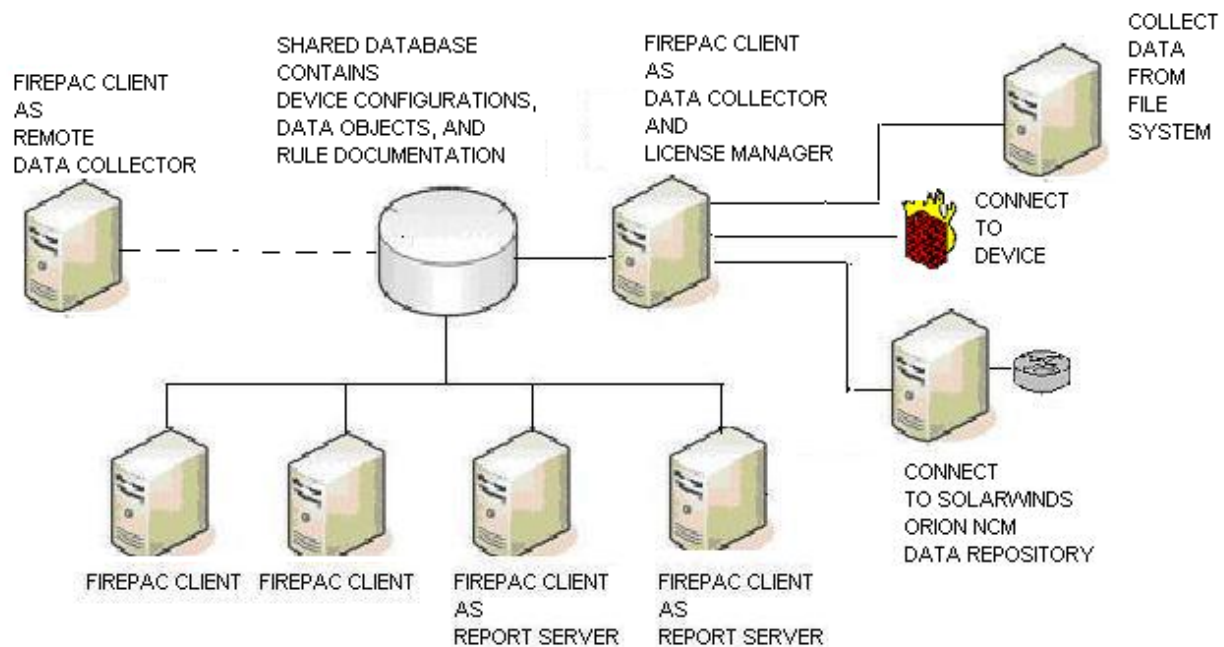 FIREPAC CLIENT
AS
REMOTE
DATA COLLECTOR
SHARED DATABASE
CONTAINS
DEVICE CONFIGURATIONS,
DATA OBJECTS, AND
RULE DOCUMENTATION
FIREPAC CLIENT
AS
DATA COLLECTOR
AND
LICENSE MANAGER
COLLECT
DATA
FROM
FILE
SYSTEM
CONNECT
TO
DEVICE
CONNECT
TO SOLARWINDS
ORION NCM
DATA REPOSITORY
FIREPAC CLIENT
FIREPAC CLIENT
FIREPAC CLIENT
AS
REPORT SERVER
FIREPAC CLIENT
AS
REPORT SERVER